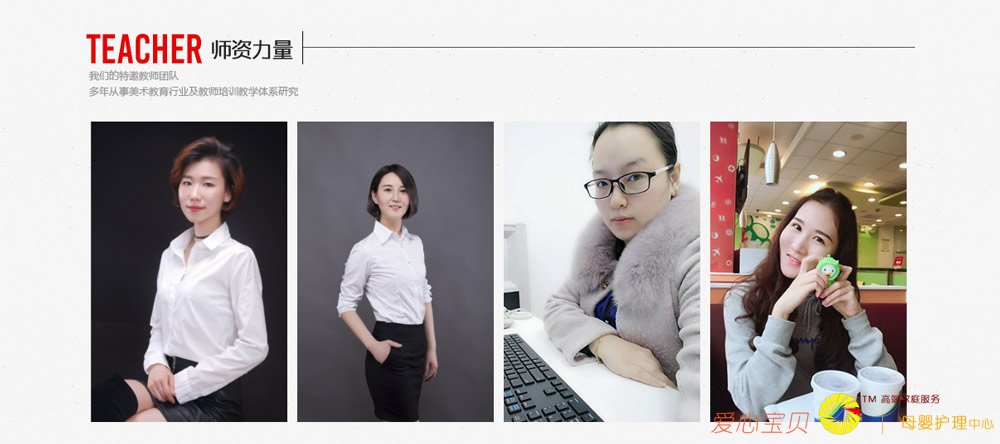 TEACHER 师资力量
我们的特邀教师团队
多年从事美术教育行业及教师培训教学体系研究
爱心宝贝
TM 高端家庭服务
母婴护理中心